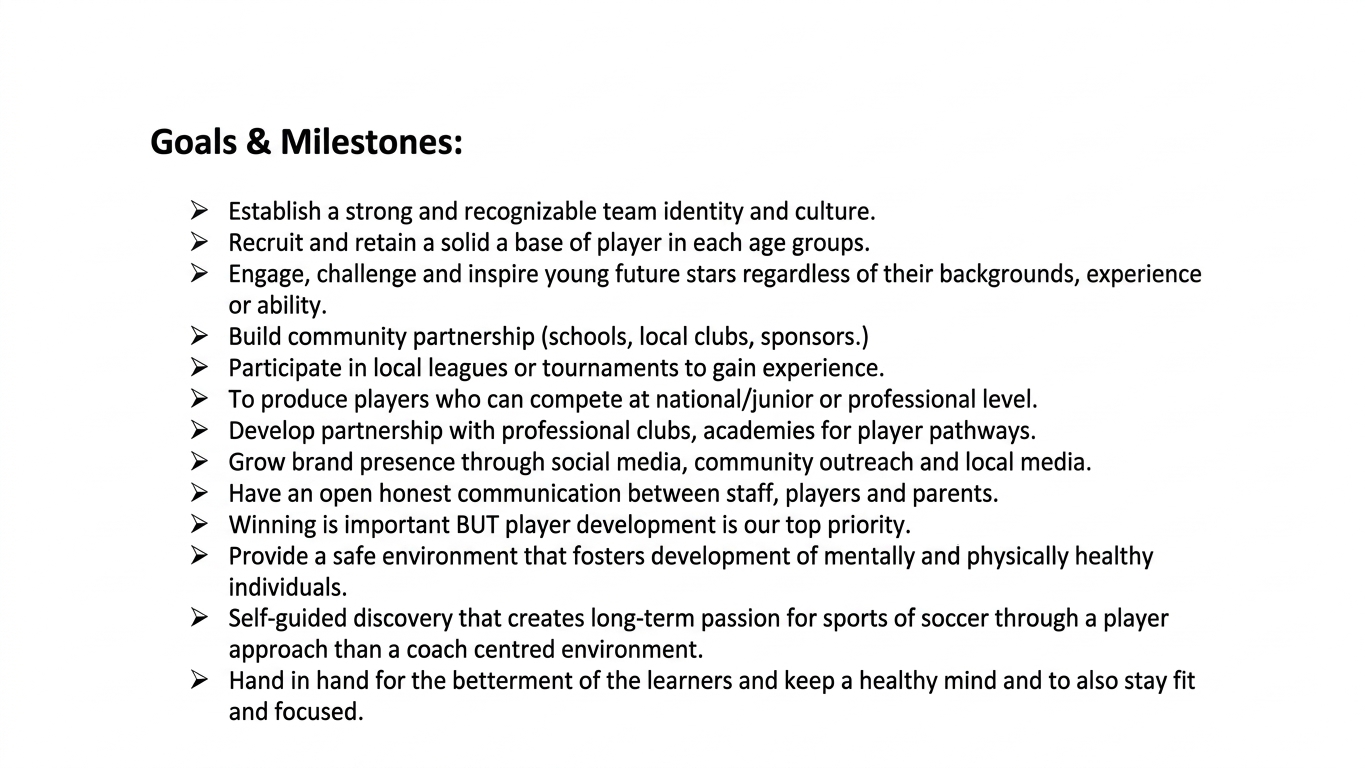 Goals & Milestones:
➢ Establish a strong and recognizable team identity and culture.
➢ Recruit and retain a solid a base of player in each age groups.
➢ Engage, challenge and inspire young future stars regardless of their backgrounds, experience
or ability.
➢ Build community partnership (schools, local clubs, sponsors.)
➢ Participate in local leagues or tournaments to gain experience.
➢ To produce players who can compete at national/junior or professional level.
➢ Develop partnership with professional clubs, academies for player pathways.
➢ Grow brand presence through social media, community outreach and local media.
➢ Have an open honest communication between staff, players and parents.
➢ Winning is important BUT player development is our top priority.
➢ Provide a safe environment that fosters development of mentally and physically healthy
individuals.
➢ Self-guided discovery that creates long-term passion for sports of soccer through a player
approach than a coach centred environment.
➢ Hand in hand for the betterment of the learners and keep a healthy mind and to also stay fit
and focused.